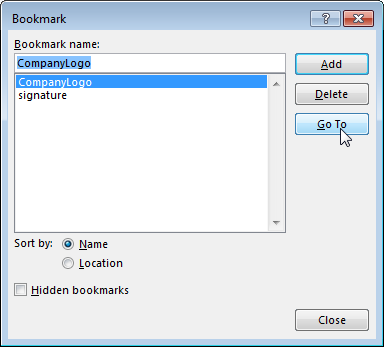 Bookmark
Bookmark name:
CompanyLogo
CompanyLogo
signature
Add
Delete
Go To
Sort by:
Name
Location
Hidden bookmarks
Close